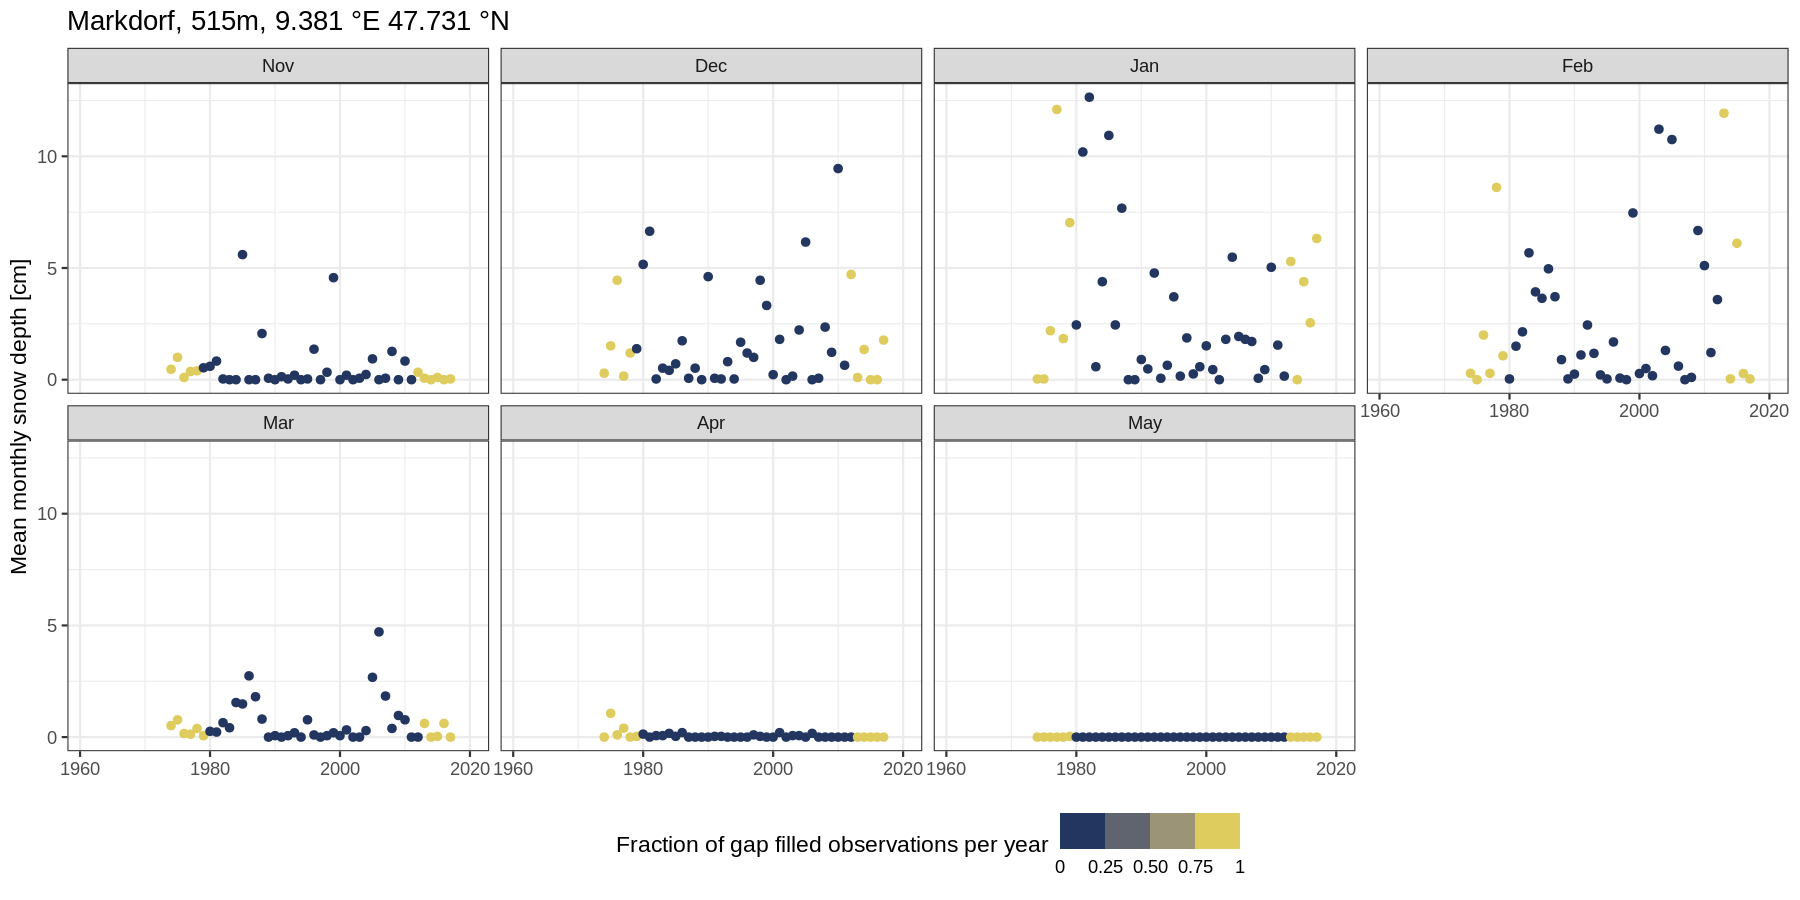 Markdorf, 515m, 9.381 °E 47.731 °N
Nov Dec Jan Feb
Mean monthly snow depth [cm]
10
5
0
1960 1980 2000 2020
Mar Apr May
10
5
0
1960 1980 2000 2020 1960 1980 2000 2020 1960 1980 2000 2020
Fraction of gap filled observations per year
0 0.25 0.50 0.75 1